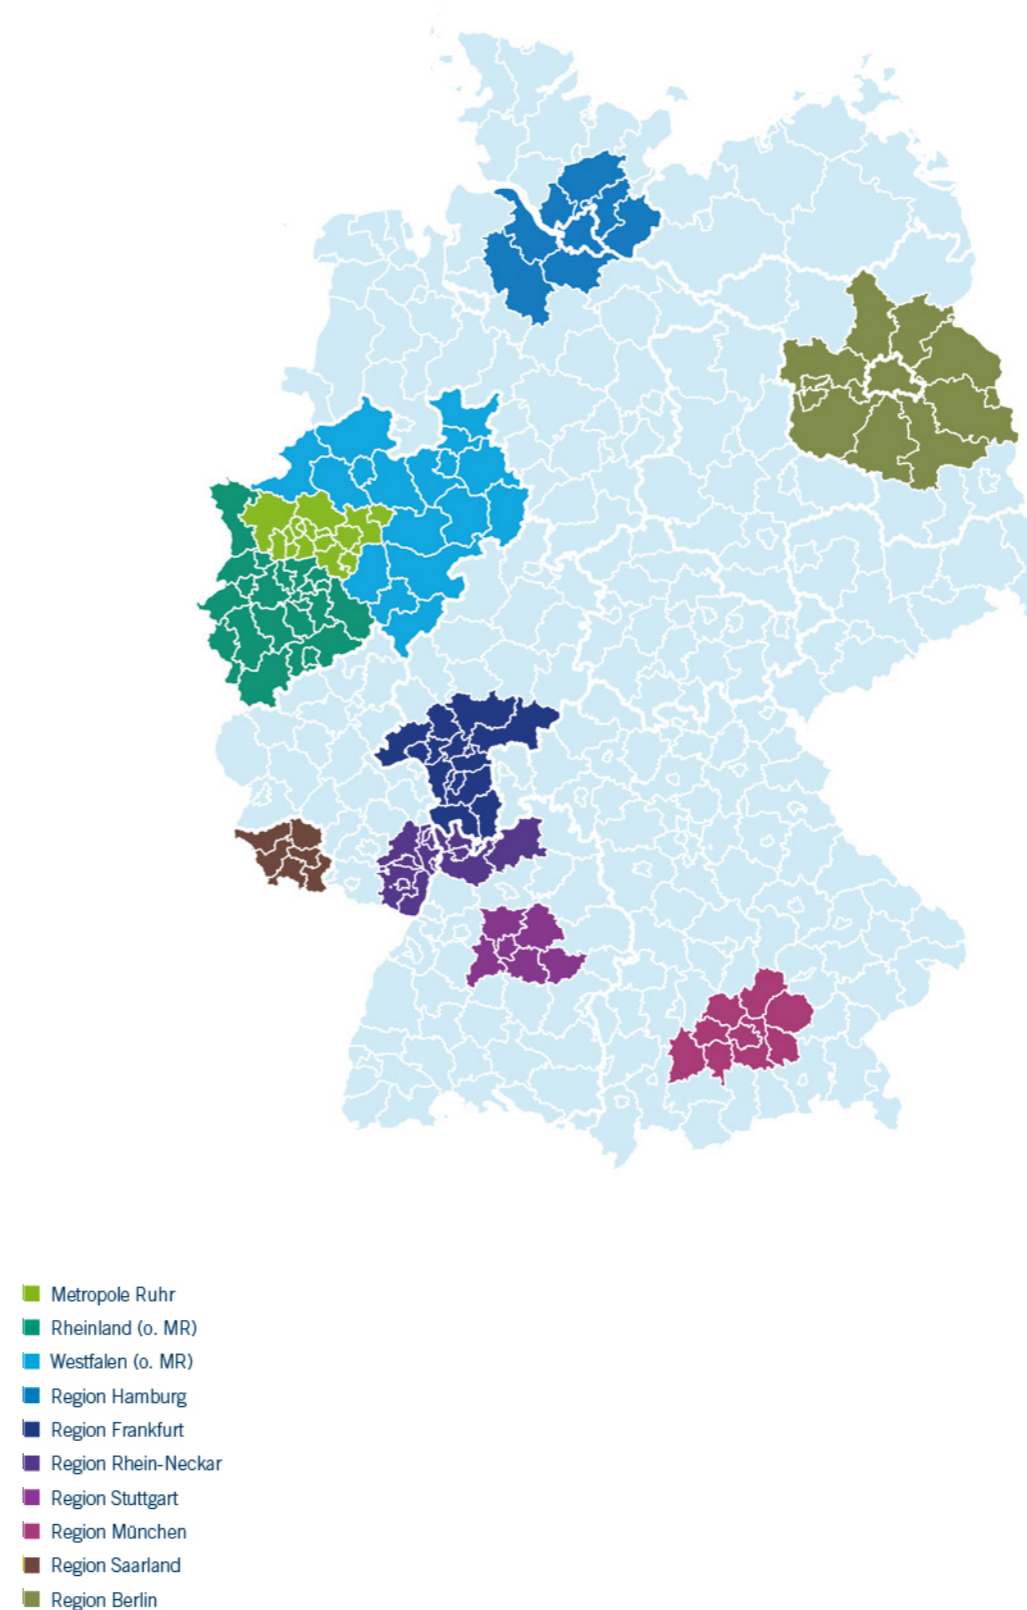 Metropole Ruhr
Rheinland (o. MR)
Westfalen (o. MR)
Region Hamburg
Region Frankfurt
Region Rhein-Neckar
Region Stuttgart
Region München
Region Saarland
Region Berlin